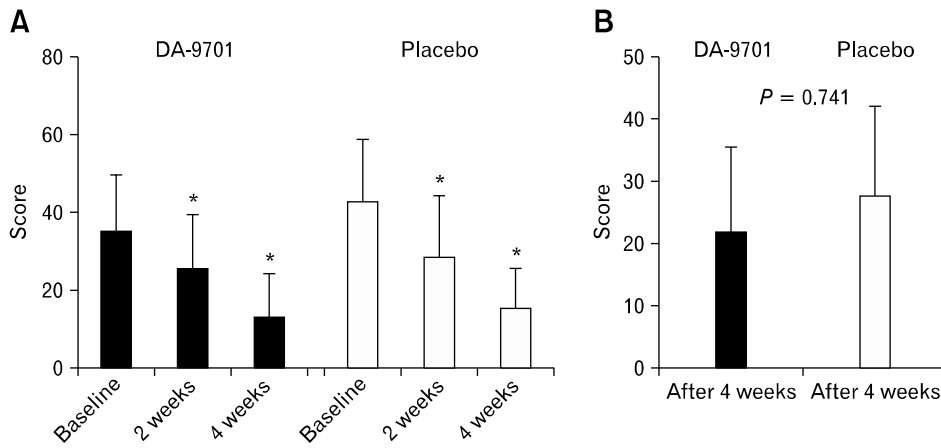 A
DA-9701
Placebo
80
60
40
20
0
Score
*
*
*
*
Baseline
2 weeks
4 weeks
Baseline
2 weeks
4 weeks
B
DA-9701
Placebo
P = 0.741
50
40
30
20
10
0
Score
After 4 weeks
After 4 weeks